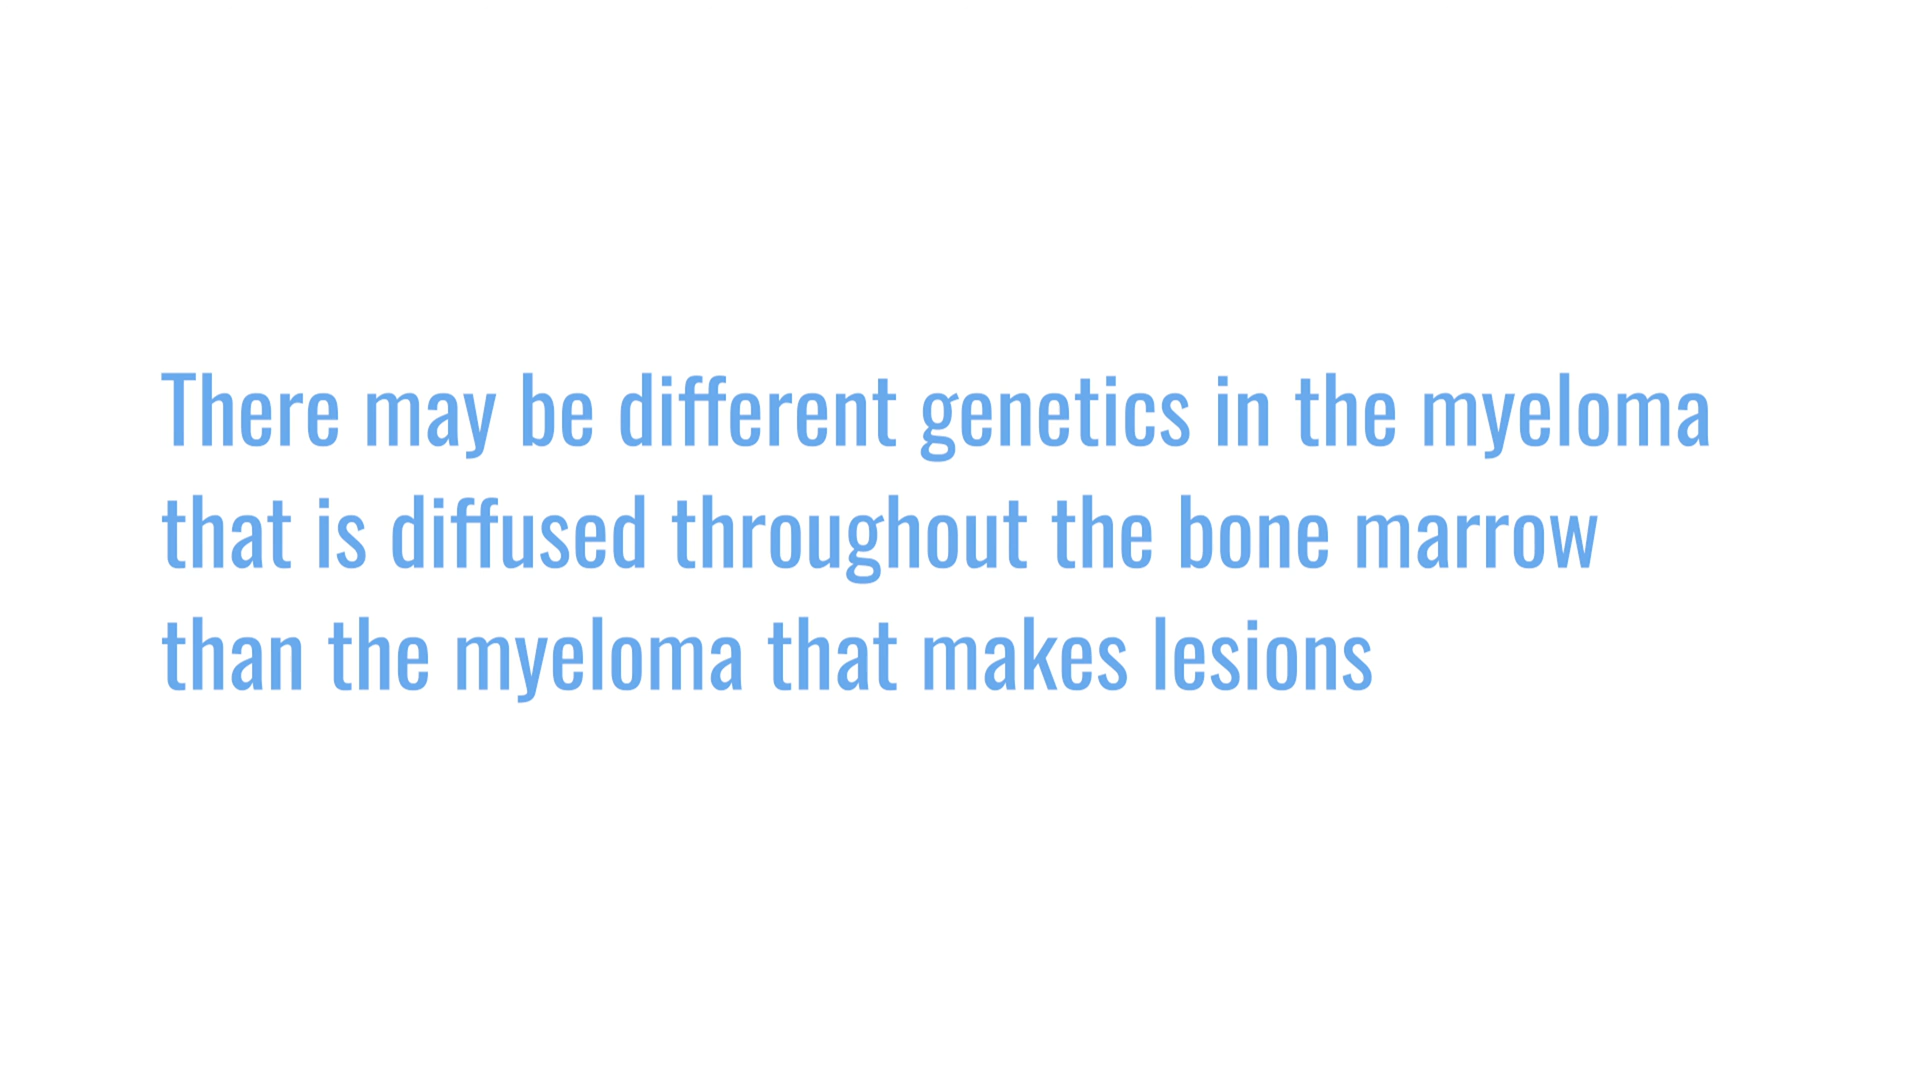 There may be different genetics in the myeloma
that is diffused throughout the bone marrow
than the myeloma that makes lesions